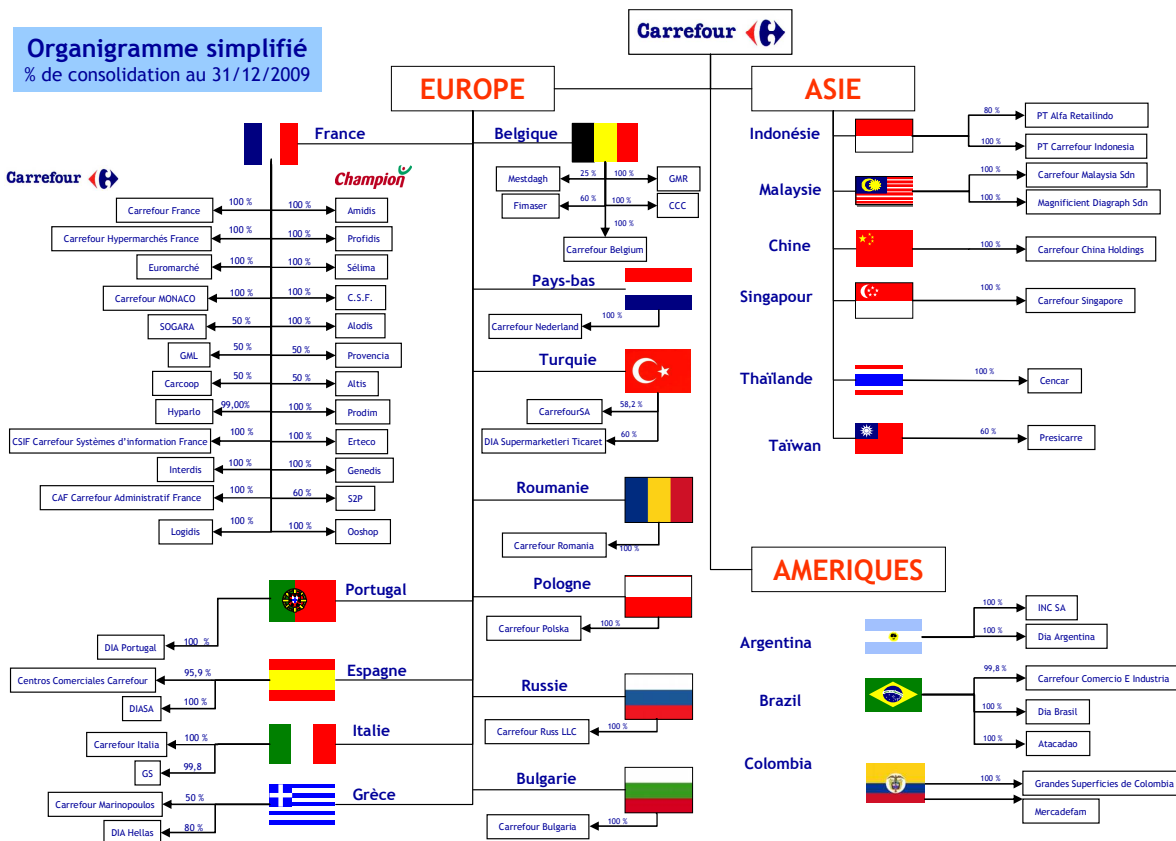 Carrefour
Organigramme simplifié
% de consolidation au 31/12/2009
EUROPE
ASIE
France
Carrefour
Champion
Carrefour France
100 %
100 %
Amidis
Carrefour Hypermarchés France
100 %
100 %
Profidis
Euromarché
100 %
100 %
Sélima
Carrefour MONACO
100%
100%
C.S.F.
SOGARA
50 %
100%
Alodis
GML
50 %
50 %
Provencia
Carcoop
50 %
50 %
Altis
Hyparlo
99,00%
100 %
Prodim
CSIF Carrefour Systèmes d'information France
100%
100 %
Erteco
Interdis
100%
100 %
Genedis
CAF Carrefour Administratif France
100 %
60 %
S2P
Logidis
100 %
100 %
Ooshop
Portugal
DIA Portugal
100 %
Espagne
Centros Comerciales Carrefour
95,9 %
DIASA
100 %
Italie
Carrefour Italia
100 %
GS
99,8
Grèce
Carrefour Marinopoulos
50 %
DIA Hellas
80 %
Belgique
Mestdagh
25 %
100 %
GMR
Fimaser
60 %
100 %
CCC
100 %
Carrefour Belgium
Pays-bas
Carrefour Nederland
100 %
Turquie
CarrefourSA
58,2 %
DIA Supermarketleri Ticaret
60 %
Roumanie
Carrefour Romania
100 %
Pologne
Carrefour Polska
100 %
Russie
Carrefour Russ LLC
100 %
Bulgarie
Carrefour Bulgaria
100 %
Indonésie
80 %
PT Alfa Retailindo
100 %
PT Carrefour Indonesia
Malaysie
100 %
Carrefour Malaysia Sdn
100 %
Magnificient Diagraph Sdn
Chine
100 %
Carrefour China Holdings
Singapour
100 %
Carrefour Singapore
Thaïlande
100 %
Cencar
Taïwan
60 %
Presicarre
AMERIQUES
Argentina
100 %
INC SA
100 %
Dia Argentina
Brazil
99,8 %
Carrefour Comercio E Industria
100 %
Dia Brasil
100 %
Atacadao
Colombia
100 %
Grandes Superficies de Colombia
Mercadefam